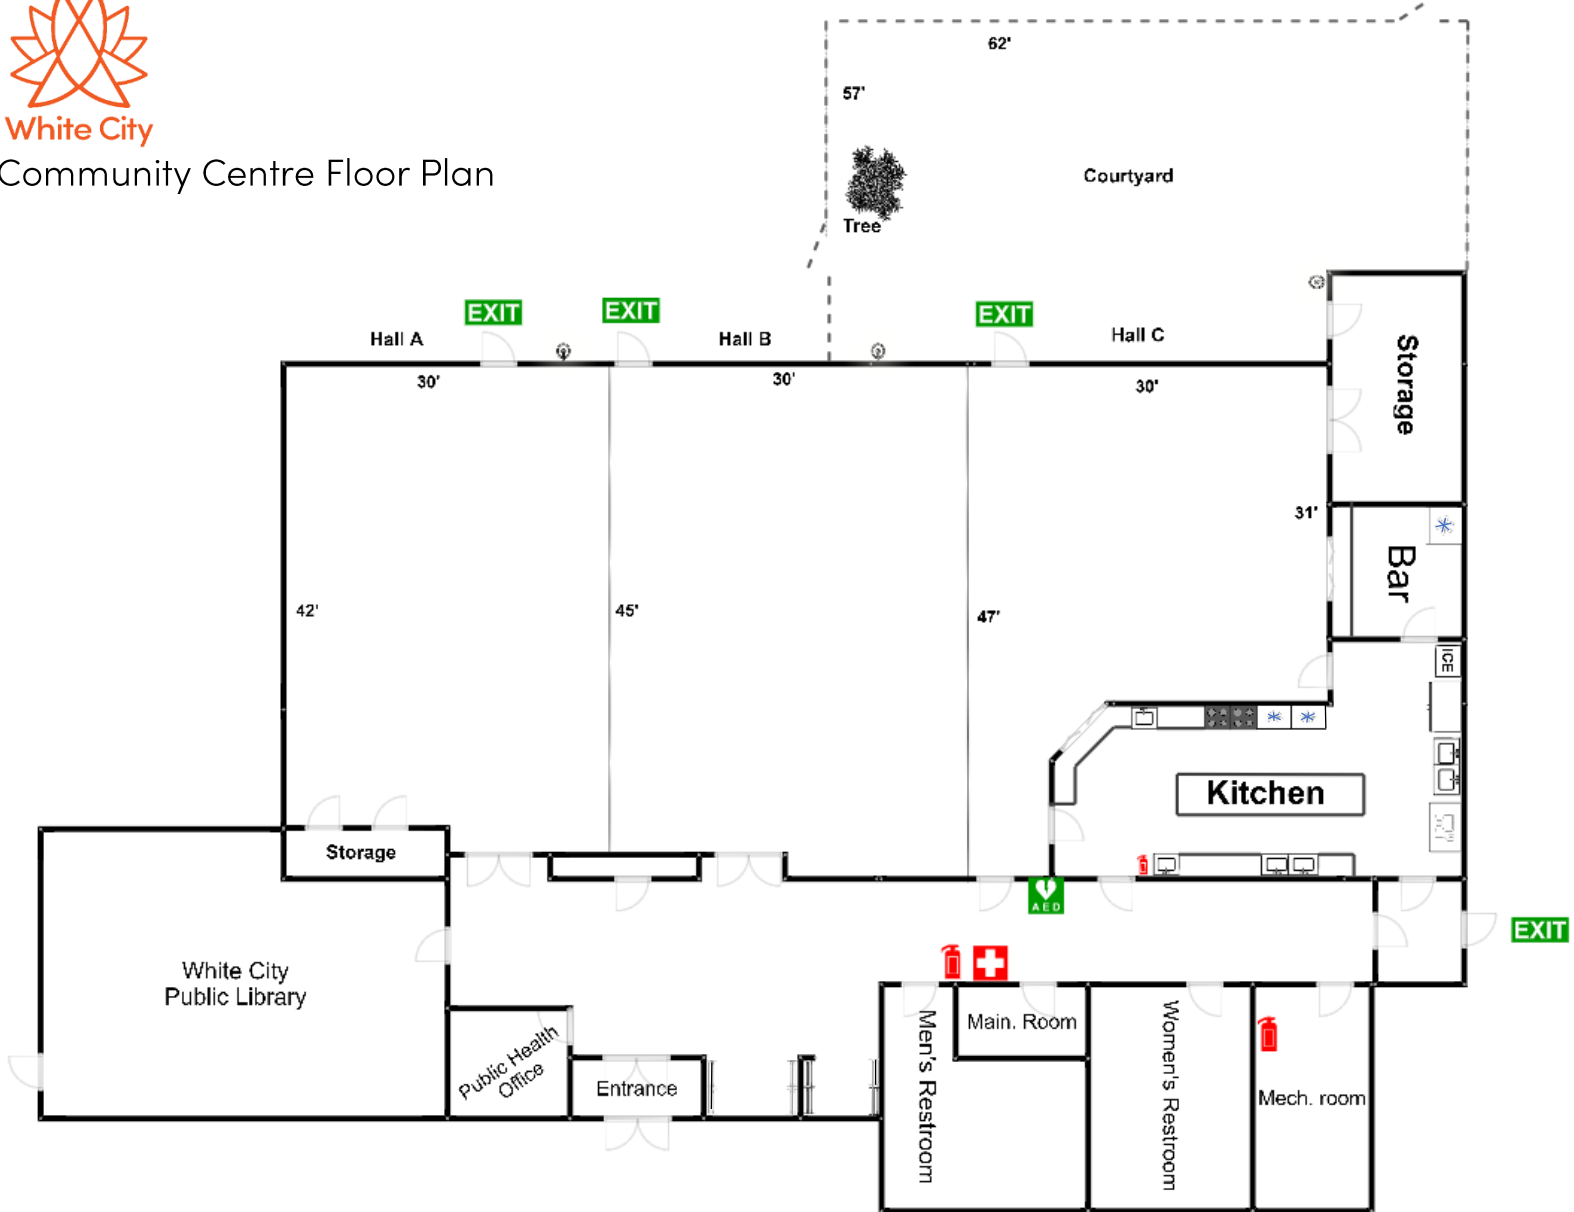 White City
Community Centre Floor Plan
62'
57'
Courtyard
Tree
EXIT
EXIT
EXIT
Hall A
Hall B
Hall C
30'
30'
30'
Storage
31'
Bar
42'
45'
47'
ICE
Kitchen
Storage
AED
EXIT
White City
Public Library
Main. Room
Men's Restroom
Women's Restroom
Public Health
Office
Entrance
Mech. room